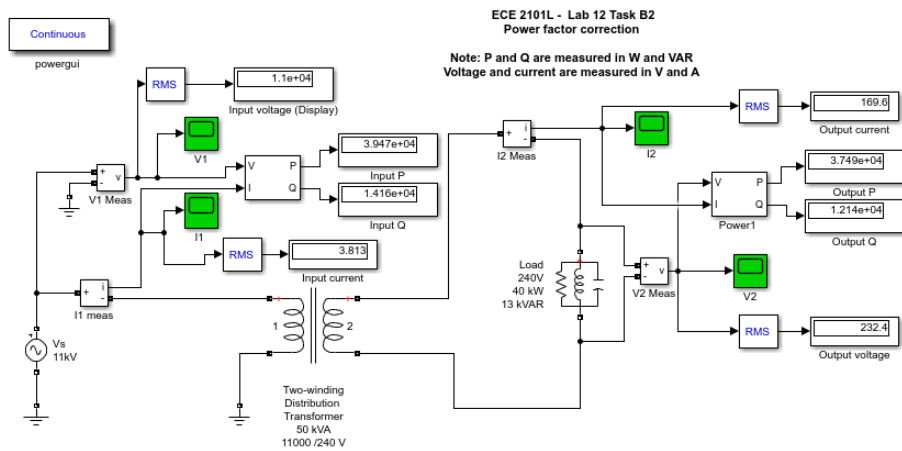 ECE 2101L - Lab 12 Task B2
Power factor correction
Note: P and Q are measured in W and VAR
Voltage and current are measured in V and A
Continuous
powergui
RMS
1.1e+04
Input voltage (Display)
V1
+
-
v
V1 Meas
V
I
P
Q
3.947e+04
Input P
1.416e+04
Input Q
I1
RMS
3.813
Input current
+
i
-
I1 meas
+
Vs
11kV
+
1
+
2
Two-winding
Distribution
Transformer
50 kVA
11000 /240 V
+
i
-
I2 Meas
I2
RMS
169.6
Output current
V
I
P
Q
Power1
3.749e+04
Output P
1.214e+04
Output Q
Load
240V
40 kW
13 kVAR
+
+
-
v
V2 Meas
V2
RMS
232.4
Output voltage